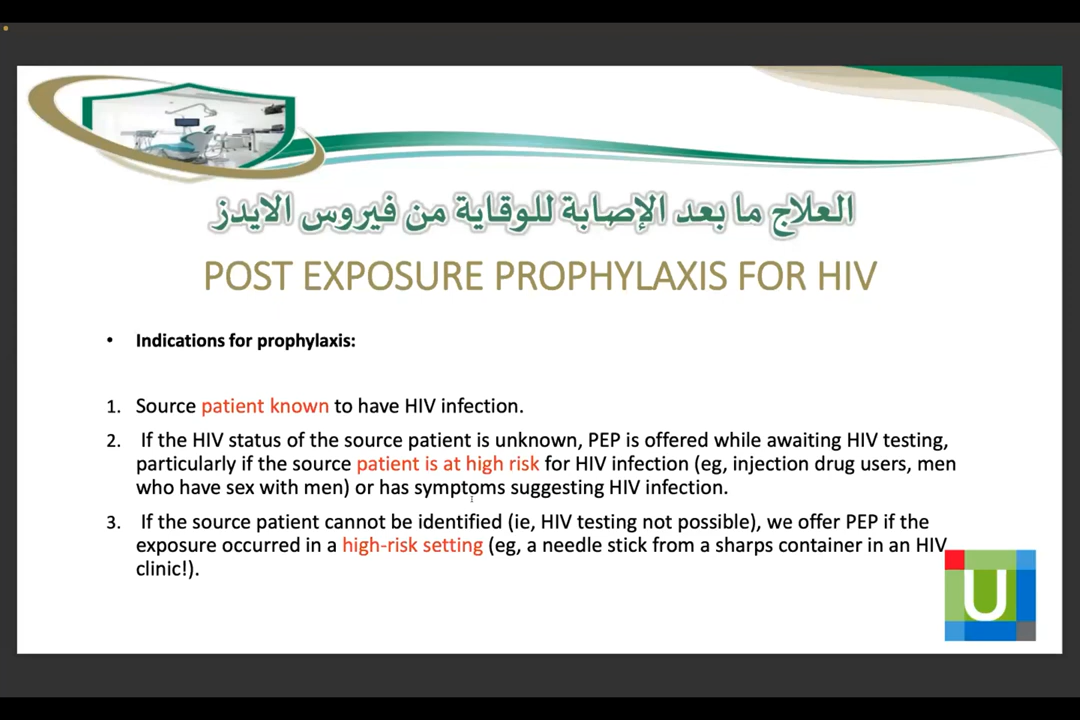 العلاج ما بعد الإصابة للوقاية من فيروس الايدز
POST EXPOSURE PROPHYLAXIS FOR HIV
• Indications for prophylaxis:
1. Source patient known to have HIV infection.
2. If the HIV status of the source patient is unknown, PEP is offered while awaiting HIV testing,
particularly if the source patient is at high risk for HIV infection (eg, injection drug users, men
who have sex with men) or has symptoms suggesting HIV infection.
3. If the source patient cannot be identified (ie, HIV testing not possible), we offer PEP if the
exposure occurred in a high-risk setting (eg, a needle stick from a sharps container in an HIV
clinic!).
U